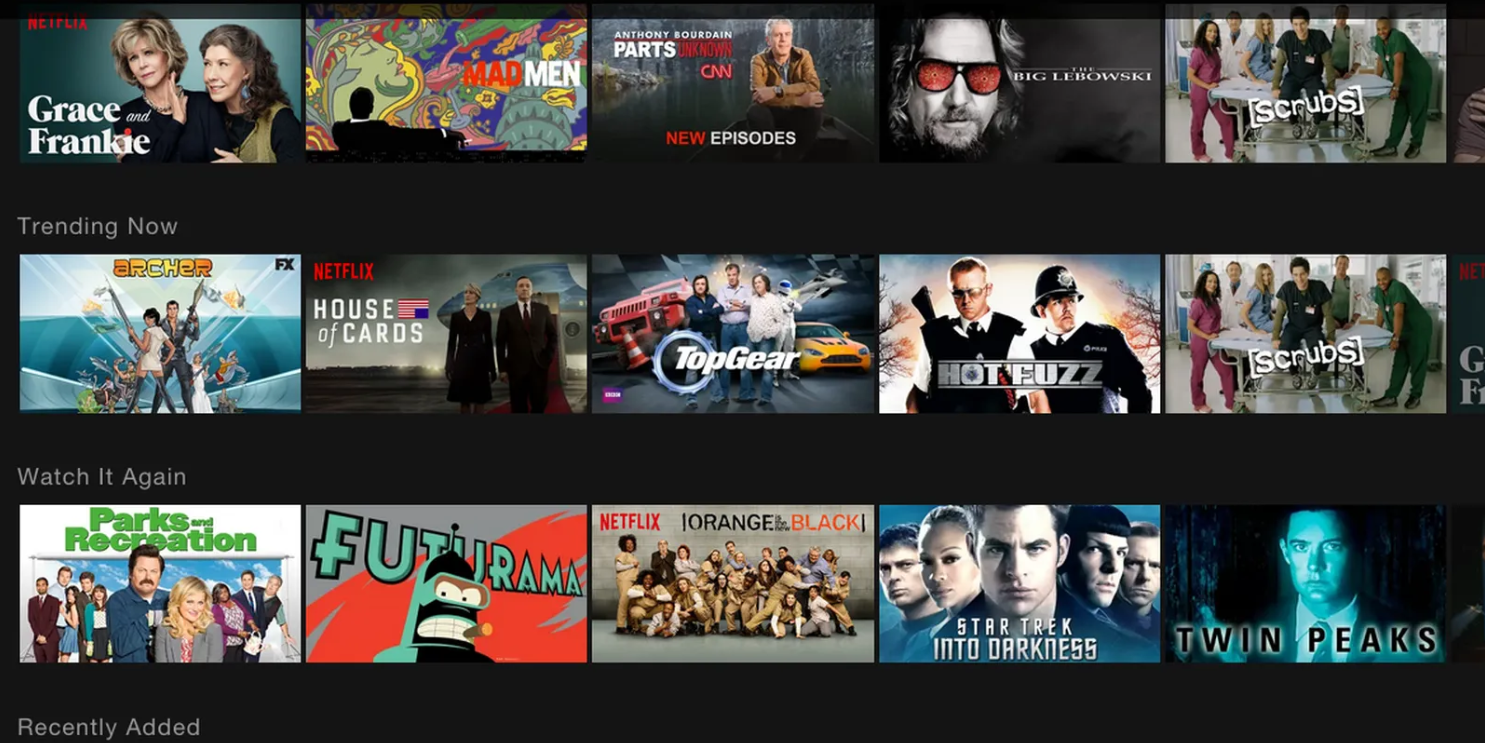 NETFLIX
Grace and
Frankie
MAD MEN
ANTHONY BOURDAIN
PARTS UNKNOWN
CNN
NEW EPISODES
THE
BIG LEBOWSKI
[scrubs]
Trending Now
ARCHER
FX
NETFLIX
HOUSE
of CARDS
TopGear
BBC
POLICE
HOT FUZZ
[scrubs]
NET
G
Fr
Watch It Again
Parks and
Recreation
FUTURAMA
NETFLIX
ORANGE IS THE NEW BLACK
STAR TREK
INTO DARKNESS
TWIN PEAKS
Recently Added